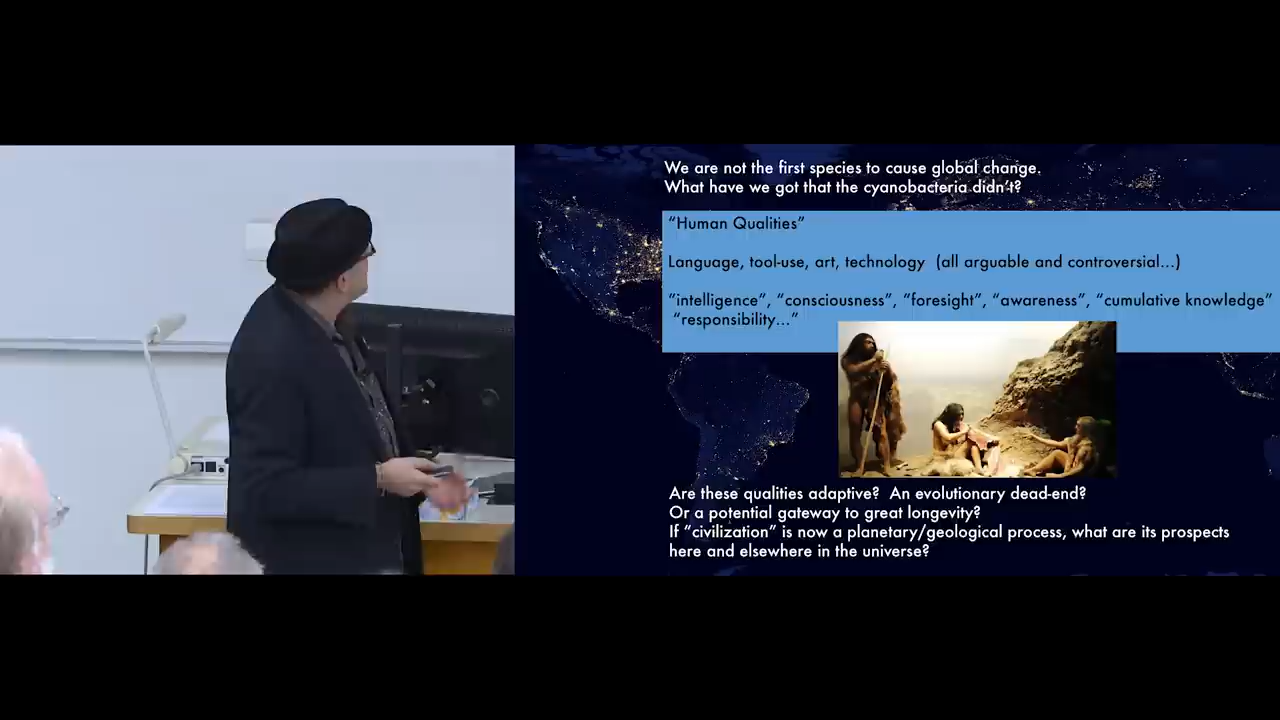 We are not the first species to cause global change.
What have we got that the cyanobacteria didn't?
"Human Qualities"
Language, tool-use, art, technology  (all arguable and controversial...)
"intelligence", "consciousness", "foresight", "awareness", "cumulative knowledge"
"responsibility..."
Are these qualities adaptive?  An evolutionary dead-end?
Or a potential gateway to great longevity?
If "civilization" is now a planetary/geological process, what are its prospects
here and elsewhere in the universe?